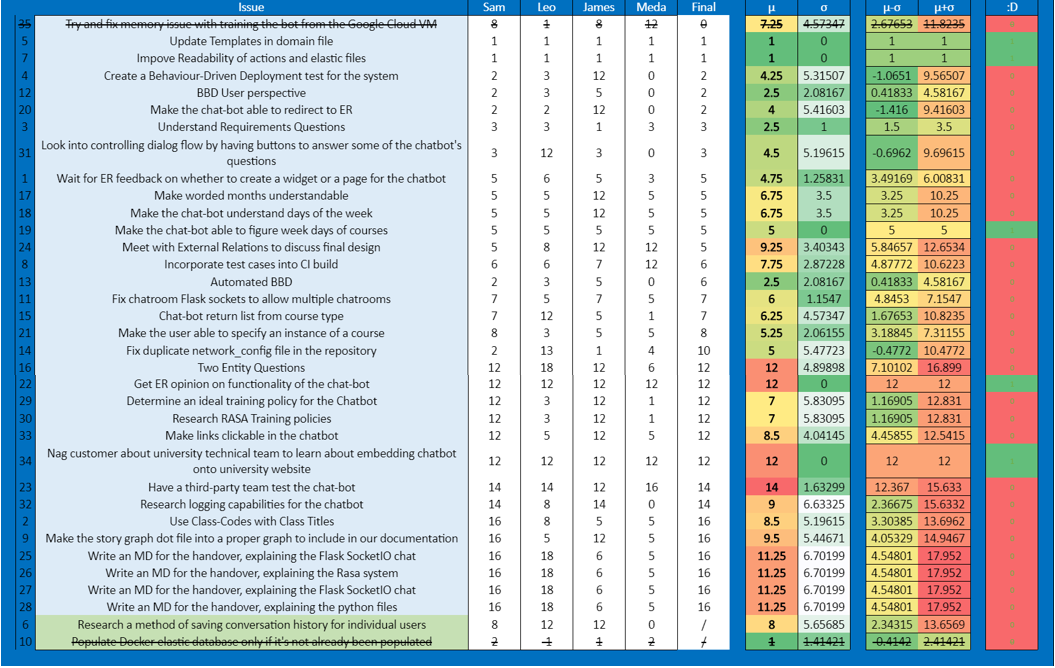 Issue Sam Leo James Meda Final μ σ μ-σ μ+σ :D
35 Try and fix memory issue with training the bot from the Google Cloud VM 8 1 8 12 0 7.25 4.57347 2.67653 11.8235
5 Update Templates in domain file 1 1 1 1 1 1 0 1 1
7 Impove Readability of actions and elastic files 1 1 1 1 1 1 0 1 1
4 Create a Behaviour-Driven Deployment test for the system 2 3 12 0 2 4.25 5.31507 -1.0651 9.56507
12 BBD User perspective 2 3 5 0 2 2.5 2.08167 0.41833 4.58167
20 Make the chat-bot able to redirect to ER 2 2 12 0 2 4 5.41603 -1.416 9.41603
3 Understand Requirements Questions 3 3 1 3 3 2.5 1 1.5 3.5
31 Look into controlling dialog flow by having buttons to answer some of the chatbot's
questions 3 12 3 0 3 4.5 5.19615 -0.6962 9.69615
1 Wait for ER feedback on whether to create a widget or a page for the chatbot 5 6 5 3 5 4.75 1.25831 3.49169 6.00831
17 Make worded months understandable 5 5 12 5 5 6.75 3.5 3.25 10.25
18 Make the chat-bot understand days of the week 5 5 12 5 5 6.75 3.5 3.25 10.25
19 Make the chat-bot able to figure week days of courses 5 5 5 5 5 5 0 5 5
24 Meet with External Relations to discuss final design 5 8 12 12 5 9.25 3.40343 5.84657 12.6534
8 Incorporate test cases into CI build 6 6 7 12 6 7.75 2.87228 4.87772 10.6223
13 Automated BBD 2 3 5 0 6 2.5 2.08167 0.41833 4.58167
11 Fix chatroom Flask sockets to allow multiple chatrooms 7 5 7 5 7 6 1.1547 4.8453 7.1547
15 Chat-bot return list from course type 7 12 5 1 7 6.25 4.57347 1.67653 10.8235
21 Make the user able to specify an instance of a course 8 3 5 5 8 5.25 2.06155 3.18845 7.31155
14 Fix duplicate network_config file in the repository 2 13 1 4 10 5 5.47723 -0.4772 10.4772
16 Two Entity Questions 12 18 12 6 12 12 4.89898 7.10102 16.899
22 Get ER opinion on functionality of the chat-bot 12 12 12 12 12 12 0 12 12
29 Determine an ideal training policy for the Chatbot 12 3 12 1 12 7 5.83095 1.16905 12.831
30 Research RASA Training policies 12 3 12 1 12 7 5.83095 1.16905 12.831
33 Make links clickable in the chatbot 12 5 12 5 12 8.5 4.04145 4.45855 12.5415
34 Nag customer about university technical team to learn about embedding chatbot
onto university website 12 12 12 12 12 12 0 12 12
23 Have a third-party team test the chat-bot 14 14 12 16 14 14 1.63299 12.367 15.633
32 Research logging capabilities for the chatbot 14 8 14 0 14 9 6.63325 2.36675 15.6332
2 Use Class-Codes with Class Titles 16 8 5 5 16 8.5 5.19615 3.30385 13.6962
9 Make the story graph dot file into a proper graph to include in our documentation 16 5 12 5 16 9.5 5.44671 4.05329 14.9467
25 Write an MD for the handover, explaining the Flask SocketIO chat 16 18 6 5 16 11.25 6.70199 4.54801 17.952
26 Write an MD for the handover, explaining the Rasa system 16 18 6 5 16 11.25 6.70199 4.54801 17.952
27 Write an MD for the handover, explaining the Flask SocketIO chat 16 18 6 5 16 11.25 6.70199 4.54801 17.952
28 Write an MD for the handover, explaining the python files 16 18 6 5 16 11.25 6.70199 4.54801 17.952
6 Research a method of saving conversation history for individual users 8 12 12 0 / 8 5.65685 2.34315 13.6569
10 Populate Docker elastic database only if it's not already been populated 2 -1 1 2 / 1 1.41421 -0.4142 2.41421